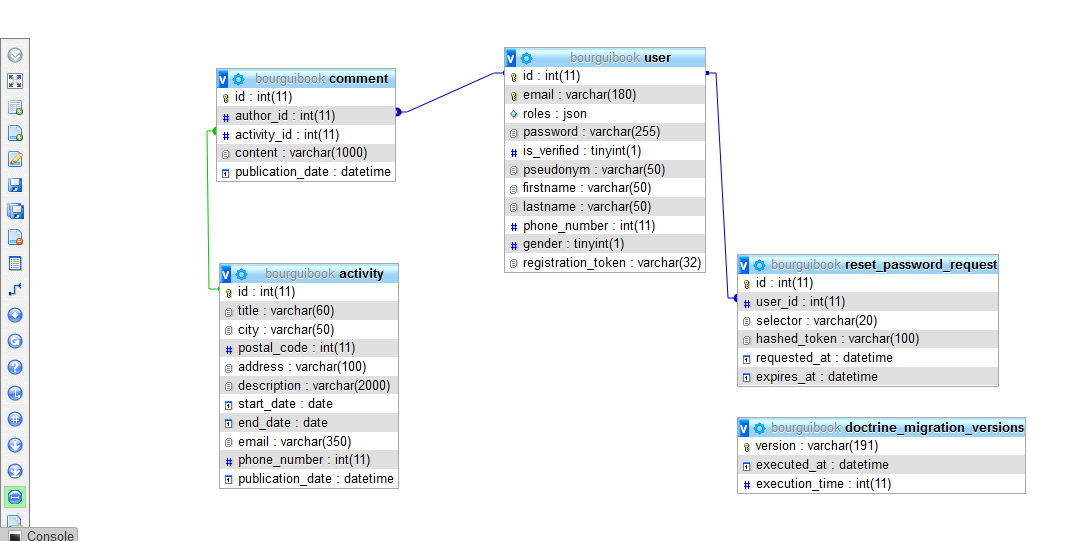 bourguibook comment
id : int(11)
author_id : int(11)
activity_id : int(11)
content : varchar(1000)
publication_date : datetime
bourguibook user
id : int(11)
email : varchar(180)
roles : json
password : varchar(255)
is_verified : tinyint(1)
pseudonym : varchar(50)
firstname : varchar(50)
lastname : varchar(50)
phone_number : int(11)
gender : tinyint(1)
registration_token : varchar(32)
bourguibook activity
id : int(11)
title : varchar(60)
city : varchar(50)
postal_code : int(11)
address : varchar(100)
description : varchar(2000)
start_date : date
end_date : date
email : varchar(350)
phone_number : int(11)
publication_date : datetime
bourguibook reset_password_request
id : int(11)
user_id : int(11)
selector : varchar(20)
hashed_token : varchar(100)
requested_at : datetime
expires_at : datetime
bourguibook doctrine_migration_versions
version : varchar(191)
executed_at : datetime
execution_time : int(11)
Console